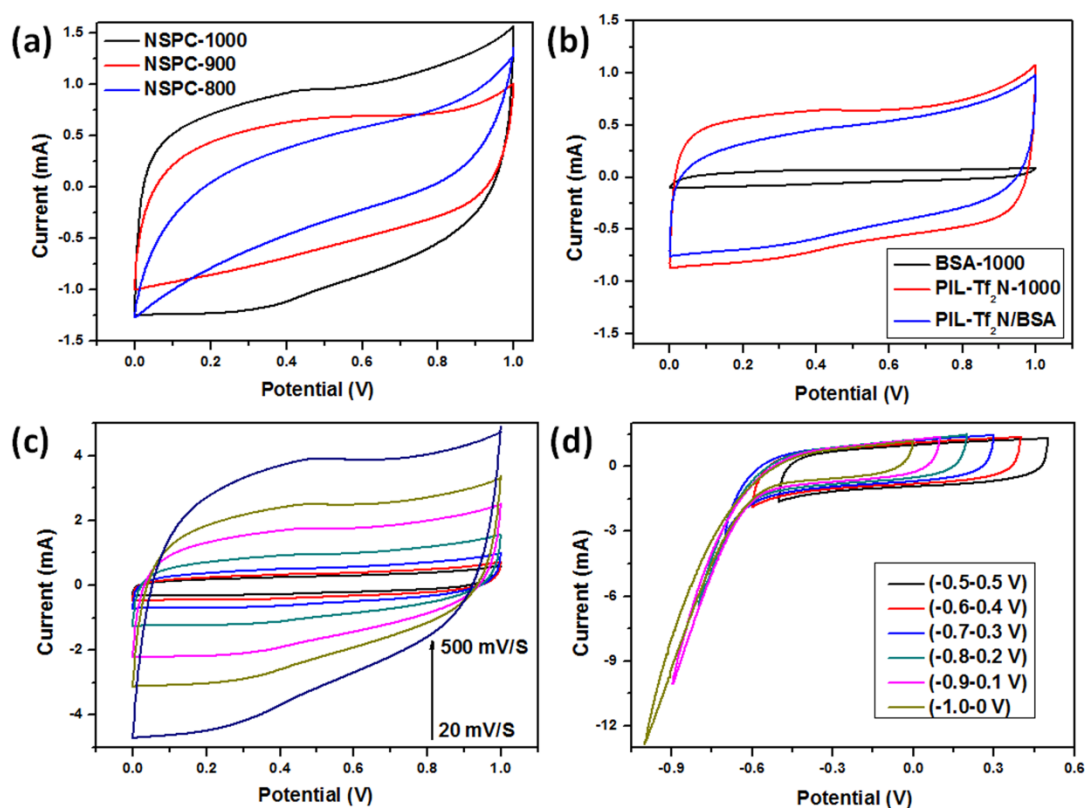 (a)
NSPC-1000
NSPC-900
NSPC-800
1.5
1.0
0.5
0.0
-0.5
-1.0
-1.5
Current (mA)
0.0 0.2 0.4 0.6 0.8 1.0
Potential (V)
(b)
1.5
1.0
0.5
0.0
-0.5
-1.0
-1.5
Current (mA)
BSA-1000
PIL-Tf2N-1000
PIL-Tf2N/BSA
0.0 0.2 0.4 0.6 0.8 1.0
Potential (V)
(c)
4
2
0
-2
-4
Current (mA)
500 mV/S
20 mV/S
0.0 0.2 0.4 0.6 0.8 1.0
Potential (V)
(d)
0
-3
-6
-9
-12
Current (mA)
(-0.5-0.5 V)
(-0.6-0.4 V)
(-0.7-0.3 V)
(-0.8-0.2 V)
(-0.9-0.1 V)
(-1.0-0 V)
-0.9 -0.6 -0.3 0.0 0.3 0.6
Potential (V)